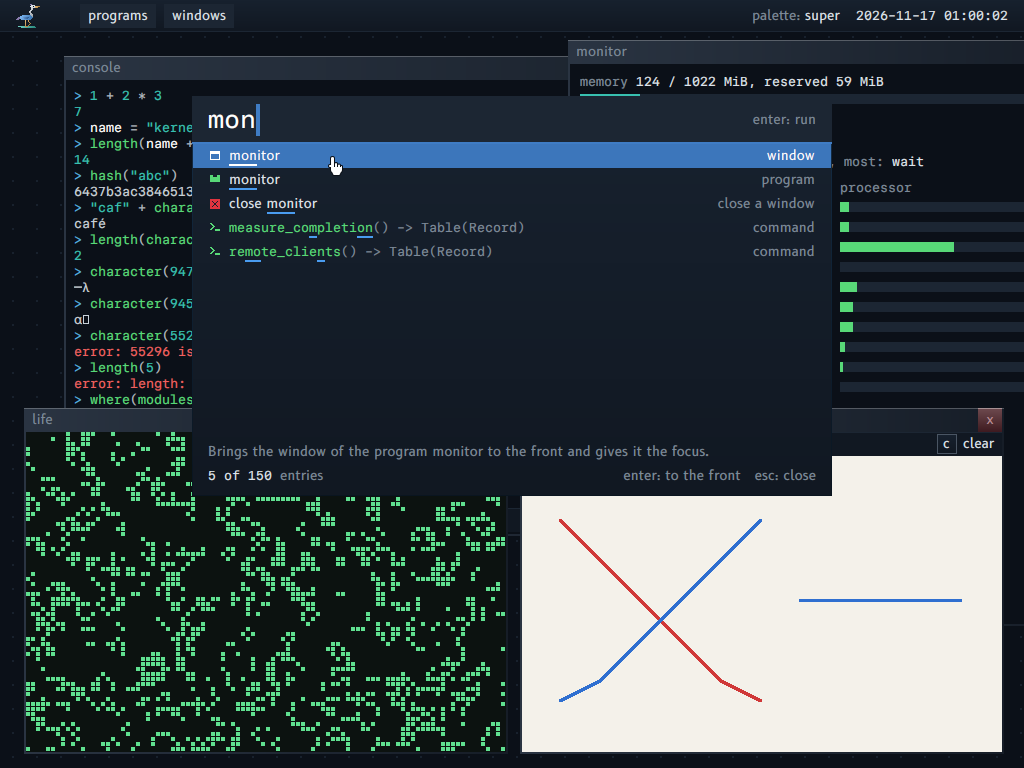 programs windows palette: super 2026-11-17 01:00:02
console
monitor
memory 124 / 1022 MiB, reserved 59 MiB
> 1 + 2 * 3
7
> name = "kerne
> length(name +
14
> hash("abc")
6437b3ac3846513
> "caf" + chara
café
> length(charac
2
> character(947
—λ
> character(945
α▯
> character(552
error: 55296 is
> length(5)
error: length:
> where(modules
mon enter: run
monitor window
monitor program
close monitor close a window
measure_completion() -> Table(Record) command
remote_clients() -> Table(Record) command
Brings the window of the program monitor to the front and gives it the focus.
5 of 150 entries enter: to the front esc: close
, most: wait
processor
life
x
c clear